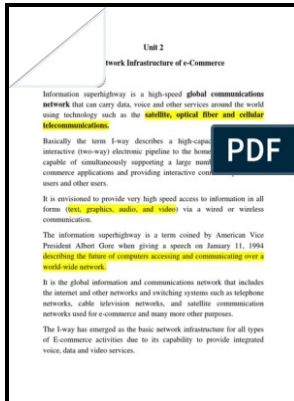 Unit 2
twork Infrastructure of e-Commerce
Information superhighway is a high-speed global communications
network that can carry data, voice and other services around the world
using technology such as the satellite, optical fiber and cellular
telecommunications.
Basically the term I-way describes a high-capac
interactive (two-way) electronic pipeline to the home
capable of simultaneously supporting a large num
commerce applications and providing interactive con
users and other users.
PDF
It is envisioned to provide very high speed access to information in all
forms (text, graphics, audio, and video) via a wired or wireless
communication.
The information superhighway is a term coined by American Vice
President Albert Gore when giving a speech on January 11, 1994
describing the future of computers accessing and communicating over a
world-wide network.
It is the global information and communications network that includes
the internet and other networks and switching systems such as telephone
networks, cable television networks, and satellite communication
networks used for e-commerce and many more other purposes.
The I-way has emerged as the basic network infrastructure for all types
of E-commerce activities due to its capability to provide integrated
voice, data and video services.